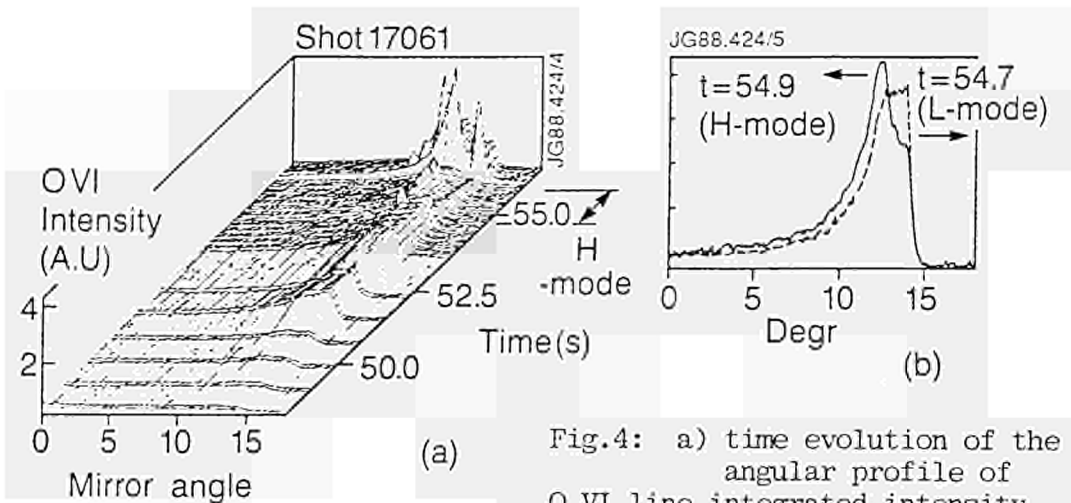 Shot 17061
JG88.424/4
O VI
Intensity
(A.U)
4
2
0
5
10
15
Mirror angle
50.0
52.5
55.0
Time(s)
H
-mode
(a)
JG88.424/5
t=54.9
(H-mode)
t=54.7
(L-mode)
0
5
10
15
Degr
(b)
Fig.4: a) time evolution of the
angular profile of
O VI line integrated intensity